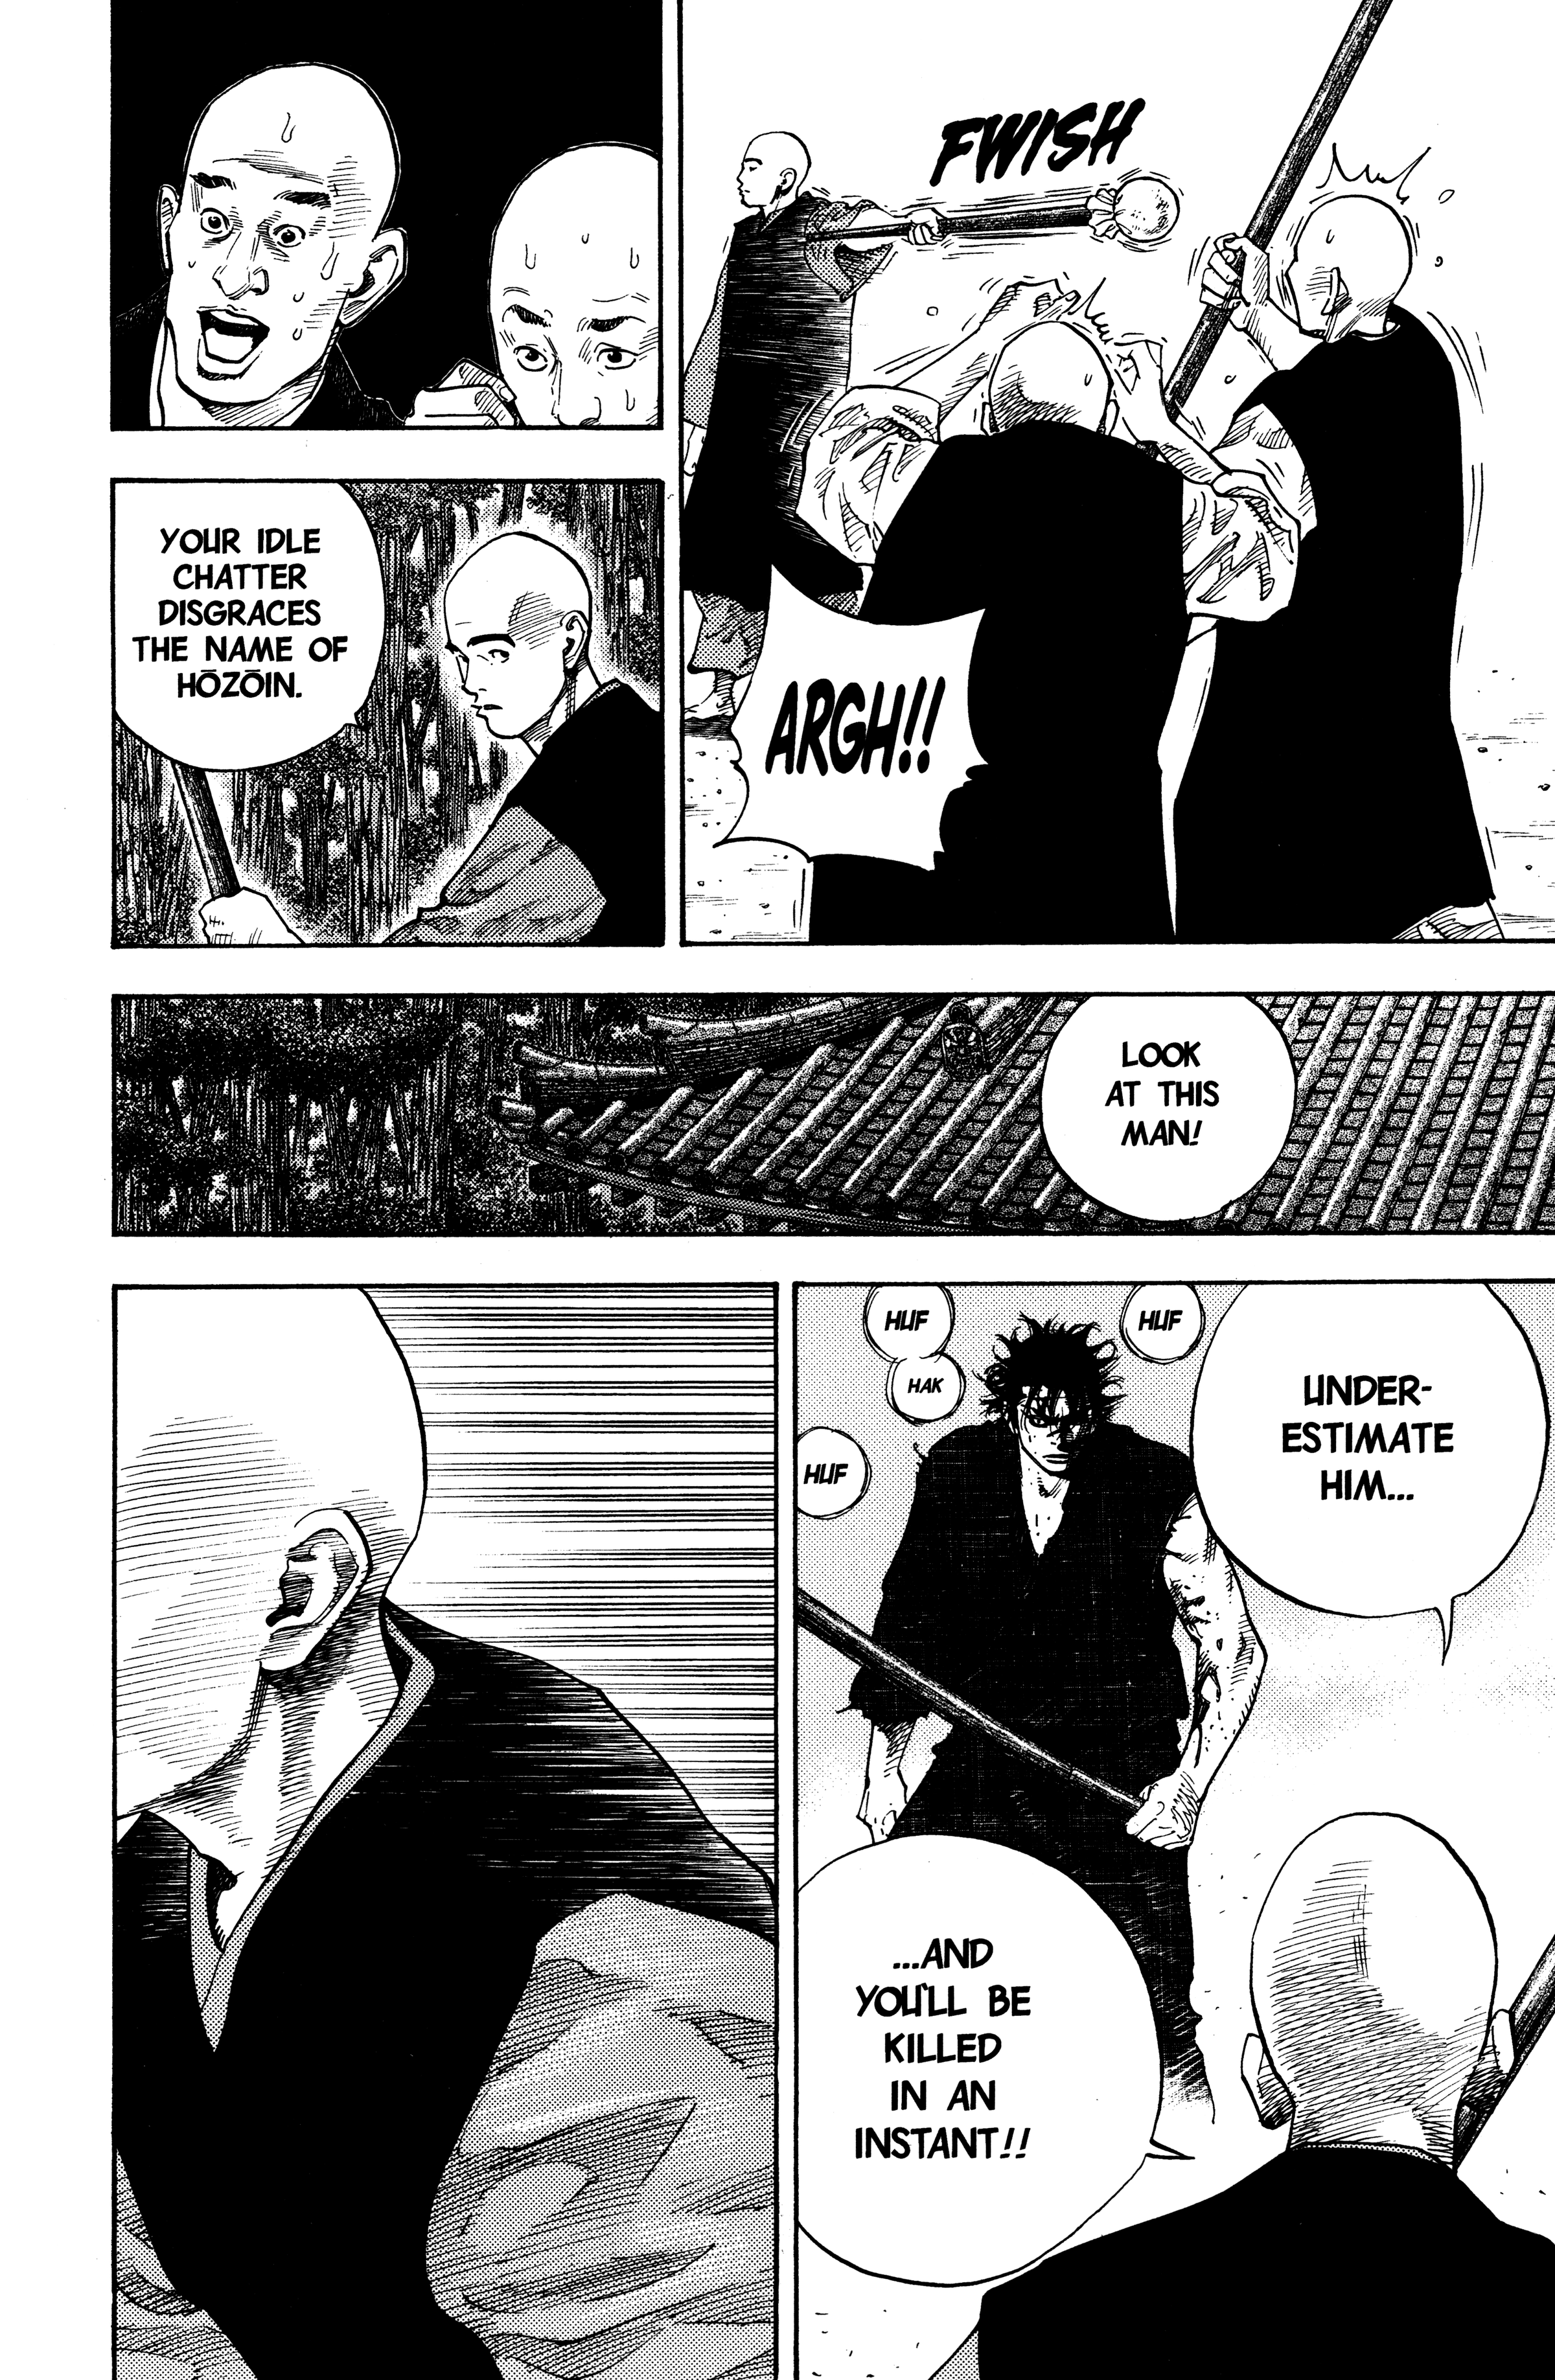 FWISH
ARGH!!
YOUR IDLE
CHATTER
DISGRACES
THE NAME OF
HŌZŌIN.
LOOK
AT THIS
MAN!
UNDER-
ESTIMATE
HIM...
HUF
HUF
HAK
HUF
...AND
YOU'LL BE
KILLED
IN AN
INSTANT!!